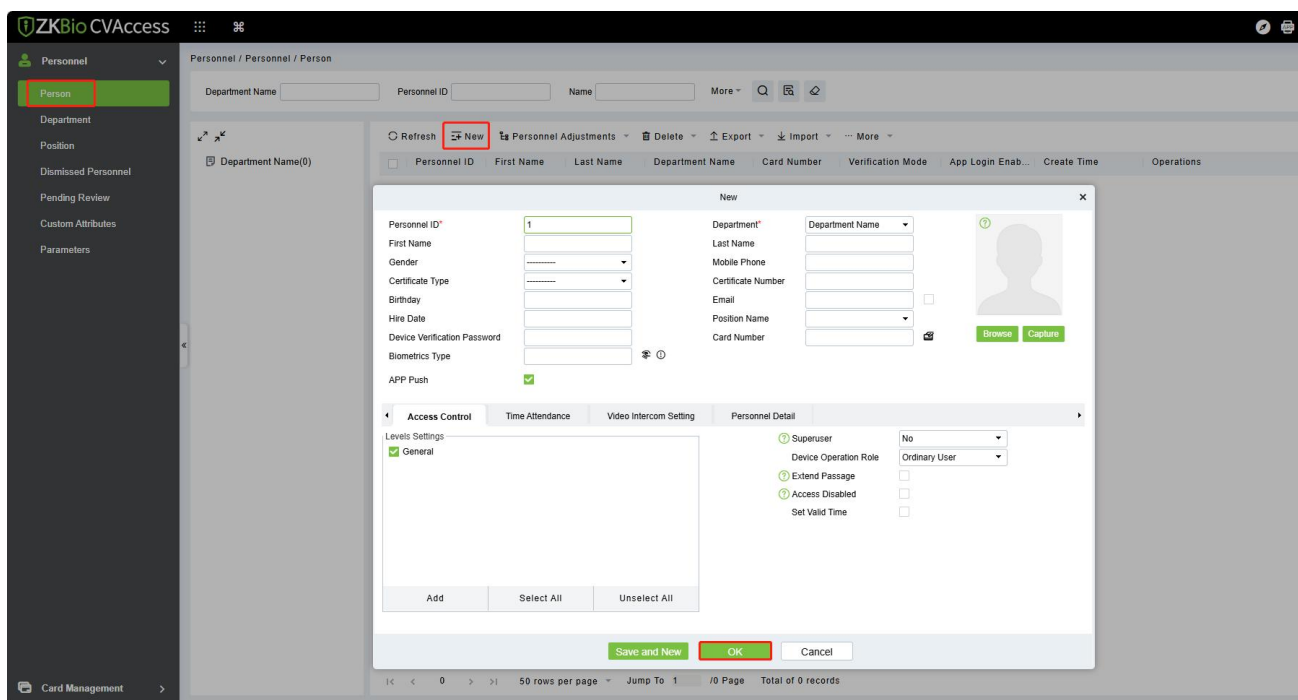 ZKBio CVAccess
Personnel
Personnel / Personnel / Person
Person
Department Name
Personnel ID
Name
More
Department
Position
Dismissed Personnel
Pending Review
Custom Attributes
Parameters
Department Name(0)
Refresh New Personnel Adjustments Delete Export Import ··· More
Personnel ID First Name Last Name Department Name Card Number Verification Mode App Login Enab... Create Time Operations
New
Personnel ID* 1 Department* Department Name
First Name Last Name
Gender ---------- Mobile Phone
Certificate Type ---------- Certificate Number
Birthday Email
Hire Date Position Name
Device Verification Password Card Number
Browse Capture
Biometrics Type
APP Push
Access Control Time Attendance Video Intercom Setting Personnel Detail
Levels Settings
General
Superuser No
Device Operation Role Ordinary User
Extend Passage
Access Disabled
Set Valid Time
Add Select All Unselect All
Save and New OK Cancel
Card Management
0 50 rows per page Jump To 1 /0 Page Total of 0 records